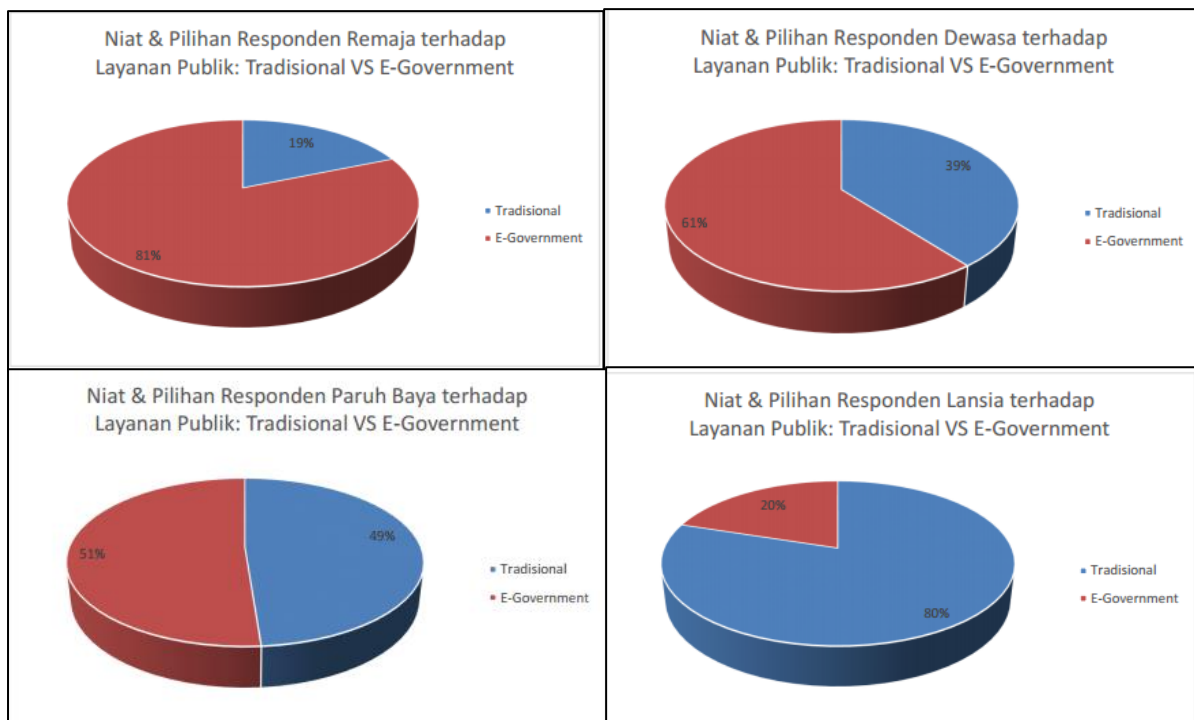 Niat & Pilihan Responden Remaja terhadap
Layanan Publik: Tradisional VS E-Government
19%
81%
Tradisional
E-Government
Niat & Pilihan Responden Dewasa terhadap
Layanan Publik: Tradisional VS E-Government
39%
61%
Tradisional
E-Government
Niat & Pilihan Responden Paruh Baya terhadap
Layanan Publik: Tradisional VS E-Government
49%
51%
Tradisional
E-Government
Niat & Pilihan Responden Lansia terhadap
Layanan Publik: Tradisional VS E-Government
20%
80%
Tradisional
E-Government